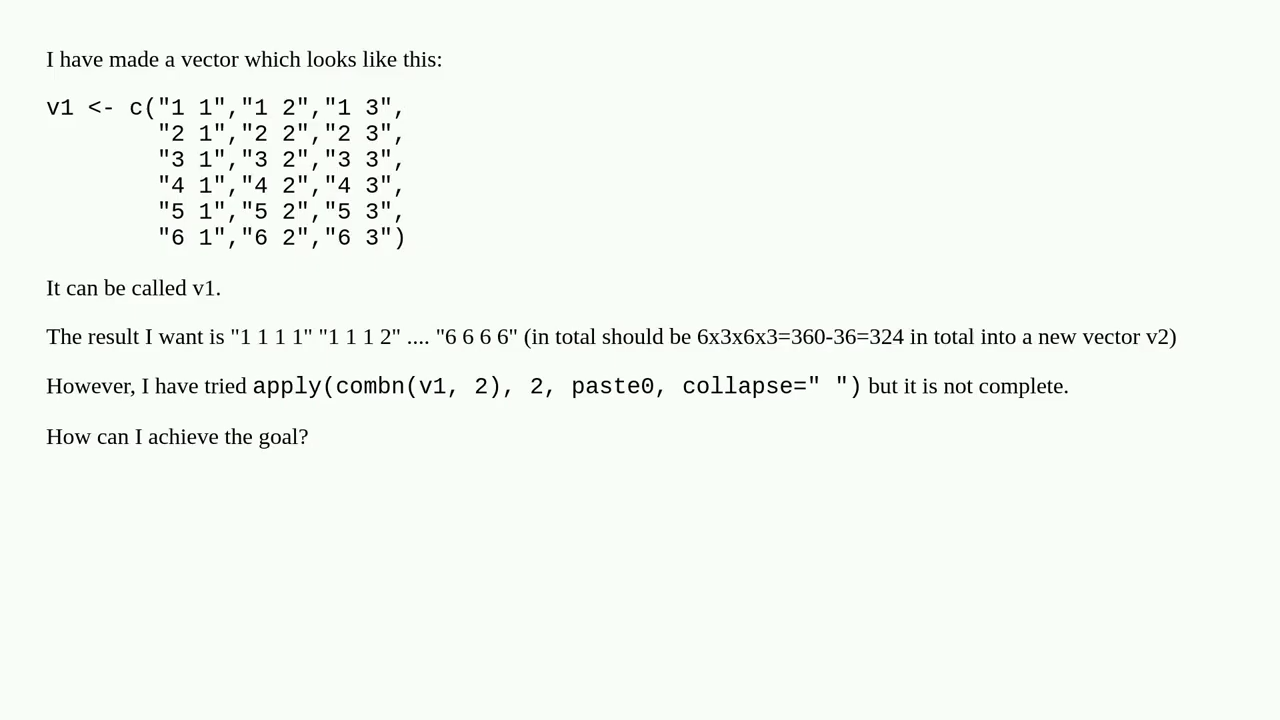 I have made a vector which looks like this:
v1 <- c("1 1","1 2","1 3",
"2 1","2 2","2 3",
"3 1","3 2","3 3",
"4 1","4 2","4 3",
"5 1","5 2","5 3",
"6 1","6 2","6 3")
It can be called v1.
The result I want is "1 1 1 1" "1 1 1 2" .... "6 6 6 6" (in total should be 6x3x6x3=360-36=324 in total into a new vector v2)
However, I have tried apply(combn(v1, 2), 2, paste0, collapse=" ") but it is not complete.
How can I achieve the goal?